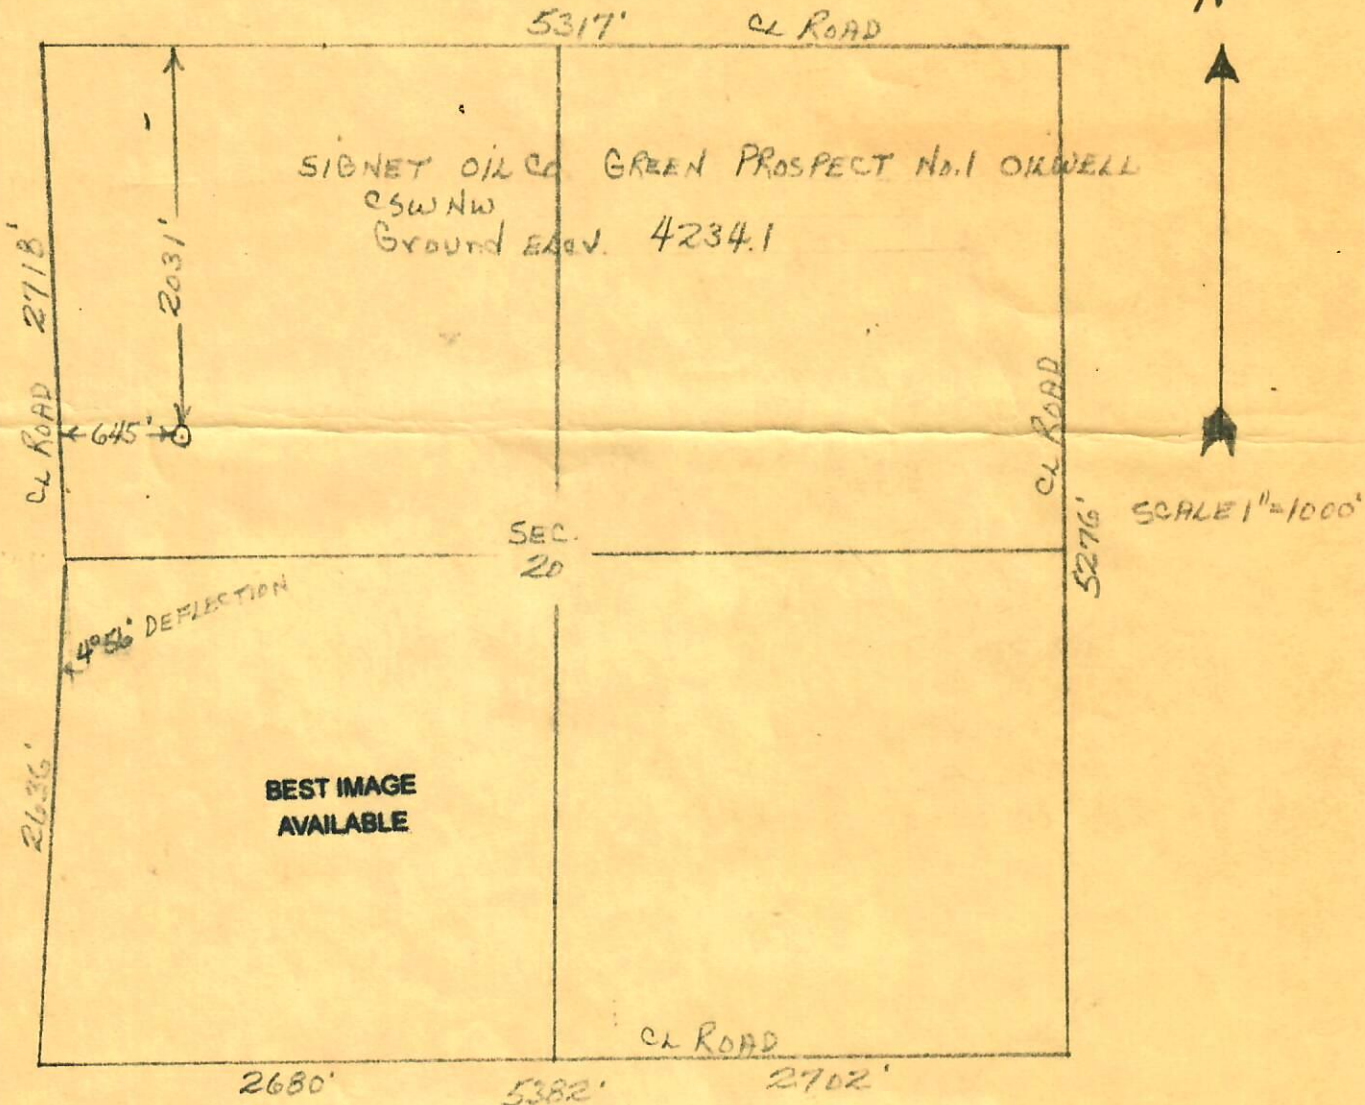 N
5317' CL ROAD
SIGNET OIL Co GREEN PROSPECT No.1 OILWELL
CSWNW
Ground Elev. 4234.1
2031'
CL ROAD 2718'
645'
CL ROAD
5276'
SCALE 1"=1000'
SEC.
20
4°56' DEFLECTION
2636'
BEST IMAGE
AVAILABLE
CL ROAD
2680' 5382' 2702'